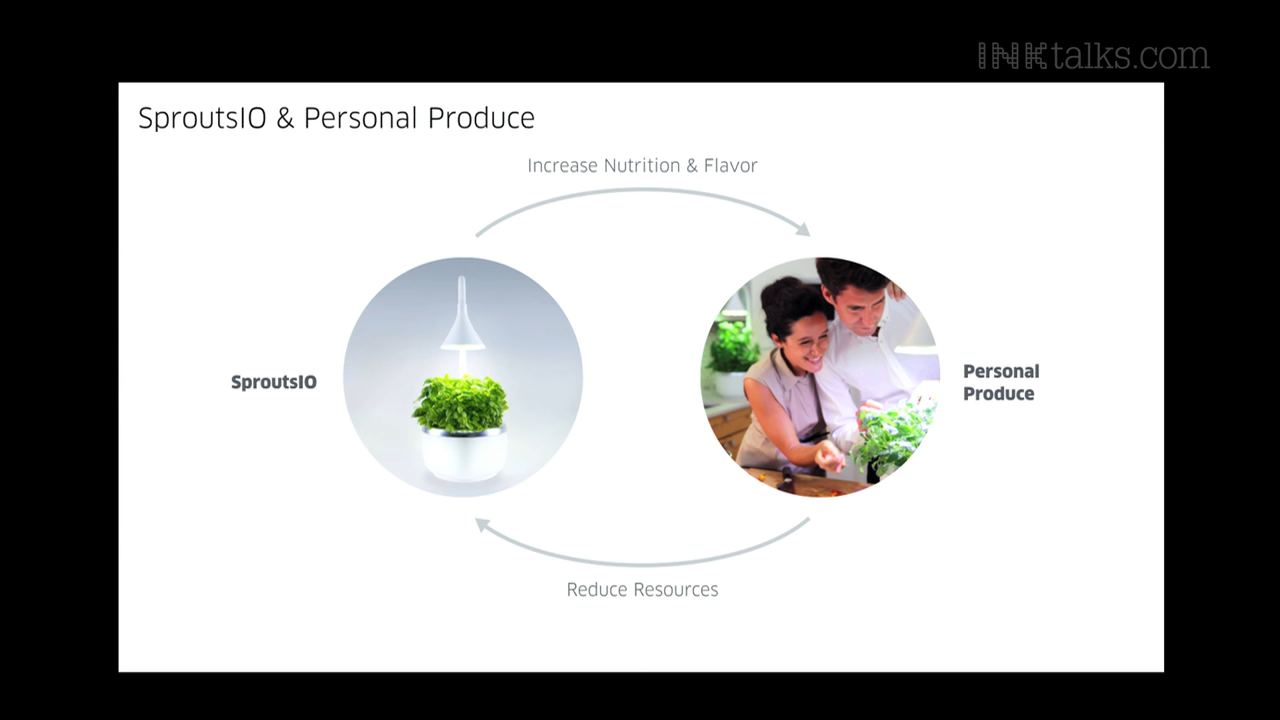 INKtalks.com
SproutsIO & Personal Produce
Increase Nutrition & Flavor
SproutsIO
Personal
Produce
Reduce Resources